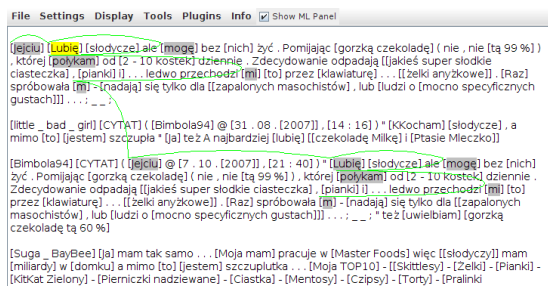 File Settings Display Tools Plugins Info Show ML Panel
[jejciu] [Lubię] [słodycze] ale [mogę] bez [nich] żyć . Pomijając [gorzką czekoladę] ( nie , nie [tą 99 %] )
, której [połykam] od [2 - 10 kostek] dziennie . Zdecydowanie odpadają [[jakieś super słodkie
ciasteczka] , [pianki] i] . . . ledwo przechodzi [mi] [to] przez [klawiaturę] . . . [[żelki anyżkowe]] . [Raz]
spróbowała [m] - [nadają] się tylko dla [[zapalonych masochistów] , lub [ludzi o [mocno specyficznych
gustach]]] . . . ; _ _ ;
[little _ bad _ girl] [CYTAT] ( [Bimbola94] @ [31 . 08 . [2007]] , [14 : 16] ) " [KKocham] [słodycze] , a
mimo [to] [jestem] szczupła " [Ja] też A najbardziej [lubię] [[czekoladę Milkę] i [Ptasie Mleczko]]
[Bimbola94] [CYTAT] ( [jejciu] @ [7 . 10 . [2007]] , [21 : 40] ) " [Lubię] [słodycze] ale [mogę] bez [nich]
żyć . Pomijając [gorzką czekoladę] ( nie , nie [tą 99 %] ) , której [połykam] od [2 - 10 kostek] dziennie .
Zdecydowanie odpadają [[jakieś super słodkie ciasteczka] , [pianki] i] . . . ledwo przechodzi [mi] [to]
przez [klawiaturę] . . . [[żelki anyżkowe]] . [Raz] spróbowała [m] - [nadają] się tylko dla [[zapalonych
masochistów] , lub [ludzi o [mocno specyficznych gustach]]] . . . ; _ _ ; " też [uwielbiam] [gorzką
czekoladę tą 60 %]
[Suga _ BayBee] [Ja] mam tak samo . . . [Moja mam] pracuje w [Master Foods] więc [[słodyczy]] mam
[miliardy] w [domku] a mimo [to] [jestem] szczuplutka . . . [Moja TOP10] - [[Skittlesy] - [Żelki] - [Pianki] -
[KitKat Zielony] - [Pierniczki nadziewane] - [Ciastka] - [Mentosy] - [Czipsy] - [Torty] - [Pralinki